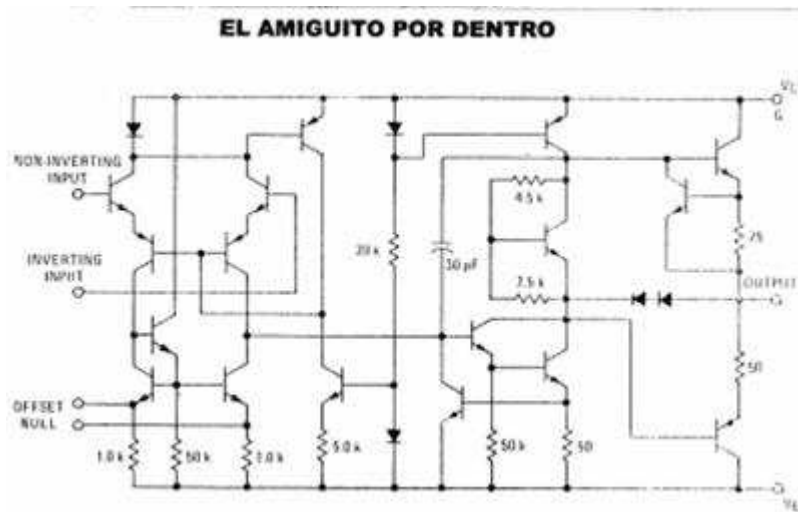 EL AMIGUITO POR DENTRO
NON-INVERTING
INPUT
INVERTING
INPUT
OFFSET
NULL
1.0 k
50 k
1.0 k
5.0 k
20 k
30 pF
4.5 k
7.5 k
50 k
50
25
OUTPUT
50
6